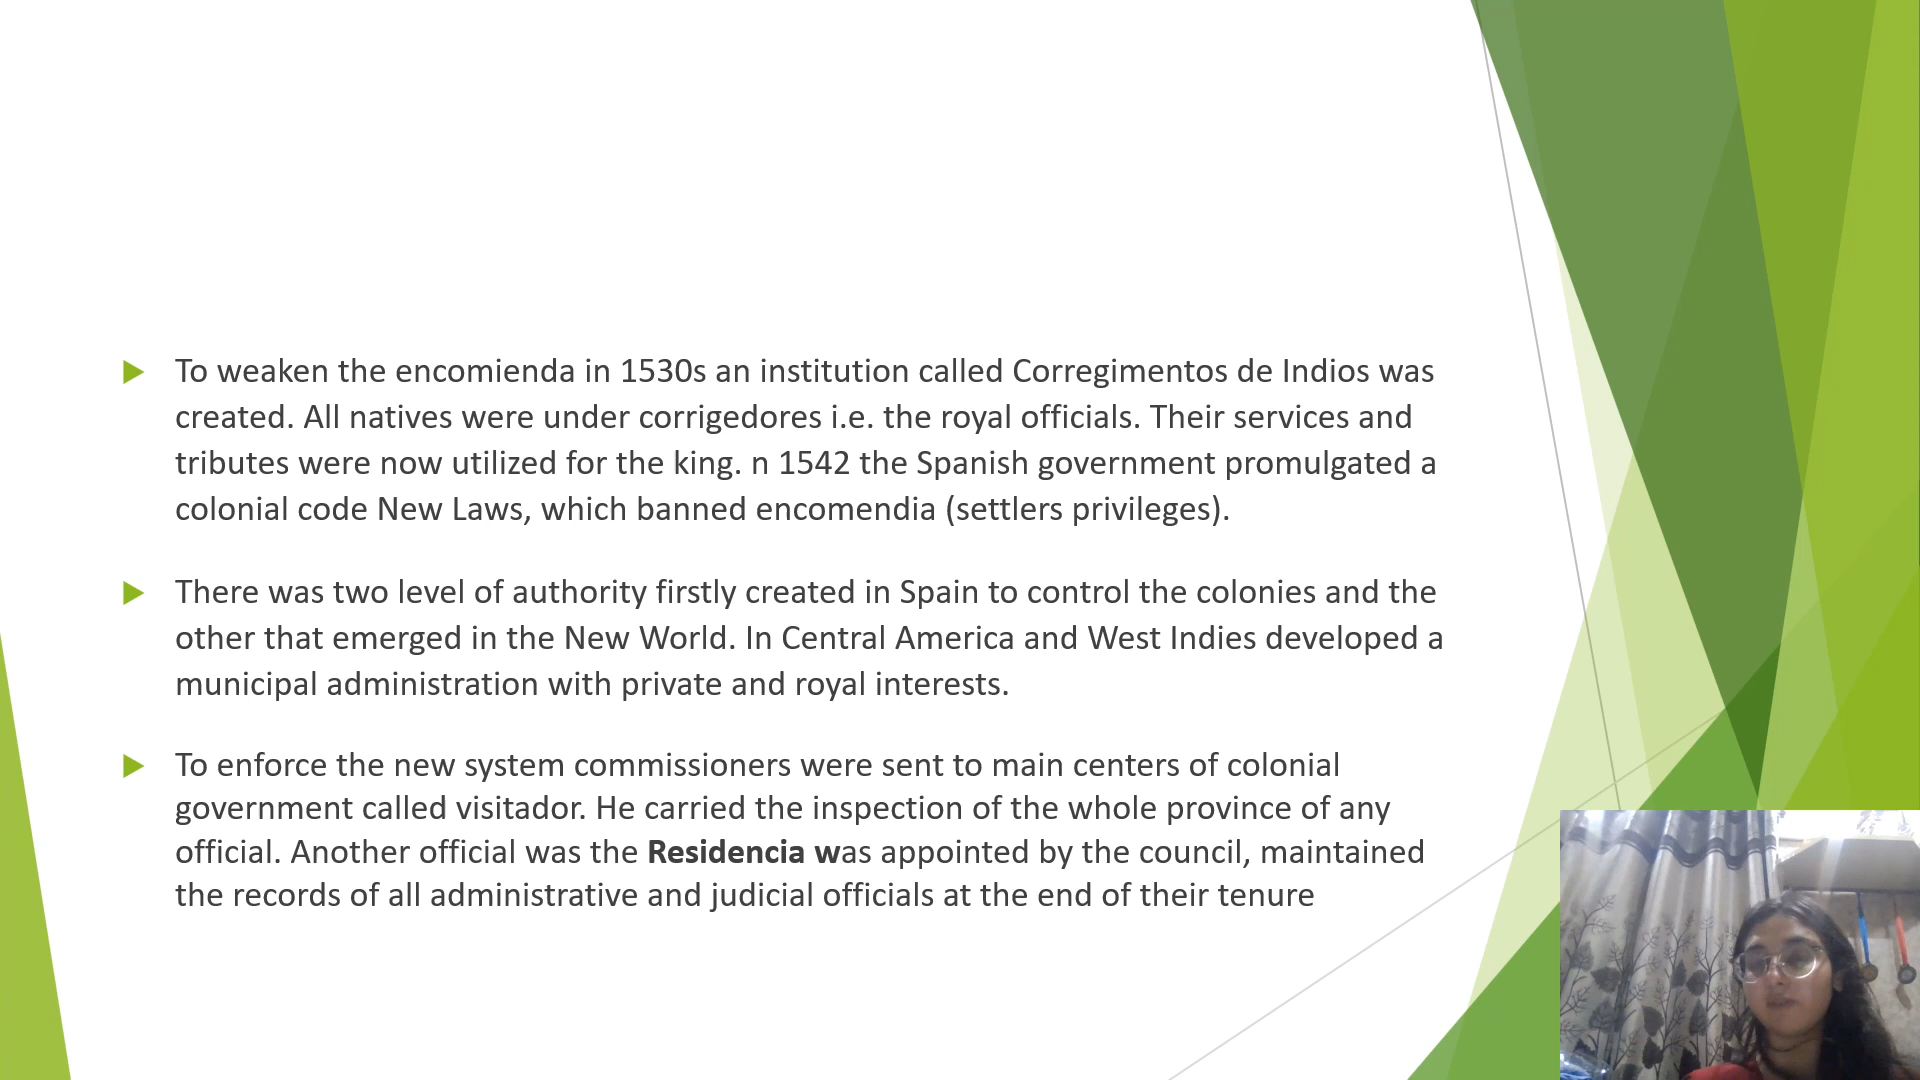 To weaken the encomienda in 1530s an institution called Corregimentos de Indios was
created. All natives were under corrigedores i.e. the royal officials. Their services and
tributes were now utilized for the king. n 1542 the Spanish government promulgated a
colonial code New Laws, which banned encomendia (settlers privileges).
There was two level of authority firstly created in Spain to control the colonies and the
other that emerged in the New World. In Central America and West Indies developed a
municipal administration with private and royal interests.
To enforce the new system commissioners were sent to main centers of colonial
government called visitador. He carried the inspection of the whole province of any
official. Another official was the Residencia was appointed by the council, maintained
the records of all administrative and judicial officials at the end of their tenure